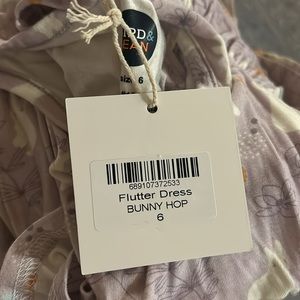 size 6
689107372533
Flutter Dress
BUNNY HOP
6